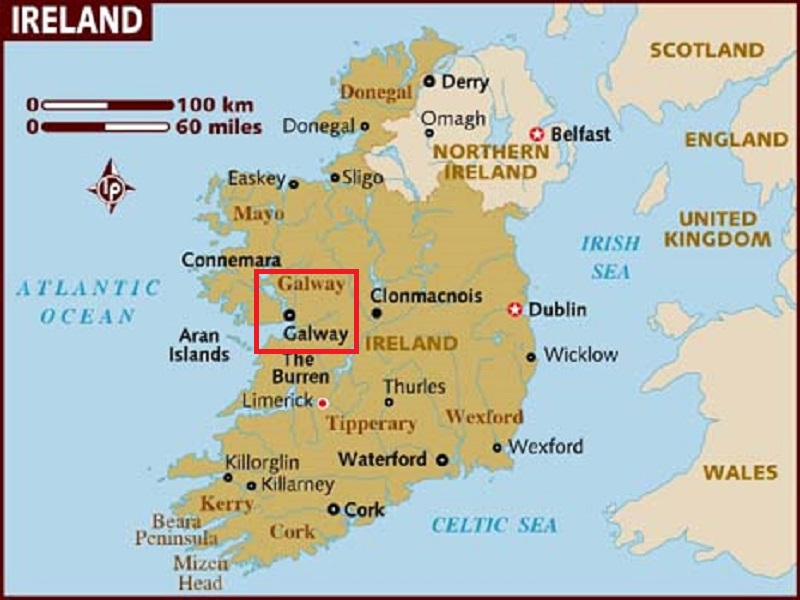 IRELAND
SCOTLAND
Donegal
Derry
0 100 km
0 60 miles
Donegal
Omagh
Belfast
ENGLAND
NORTHERN
IRELAND
lp
Easkey
Sligo
Mayo
UNITED
KINGDOM
IRISH
SEA
Connemara
ATLANTIC
OCEAN
Galway
Clonmacnois
Dublin
Galway
Aran
Islands
IRELAND
Wicklow
The
Burren
Thurles
Limerick
Tipperary
Wexford
Wexford
Waterford
Killorglin
Killarney
WALES
Kerry
Cork
Beara
Peninsula
Cork
CELTIC SEA
Mizen
Head